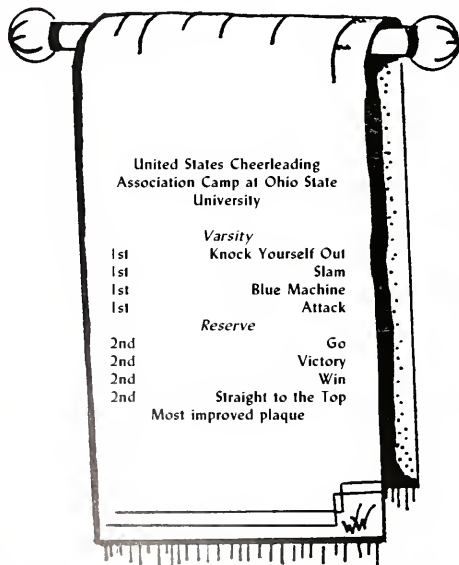 United States Cheerleading
Association Camp at Ohio State
University
Varsity
1st Knock Yourself Out
1st Slam
1st Blue Machine
1st Attack
Reserve
2nd Go
2nd Victory
2nd Win
2nd Straight to the Top
Most improved plaque